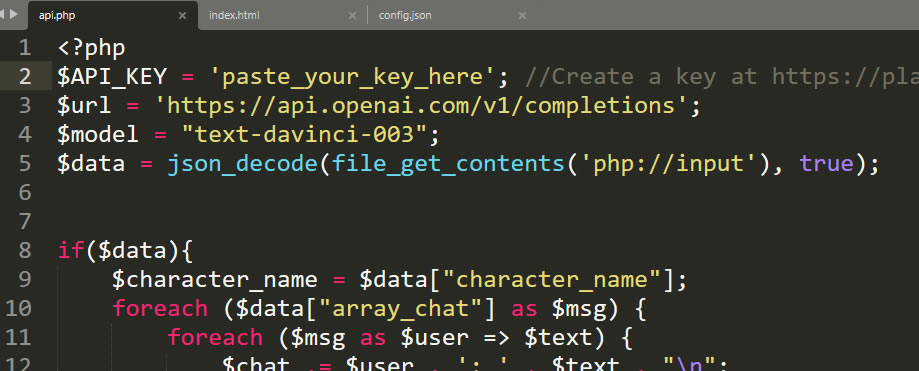 api.php × index.html × config.json ×
1 <?php
2 $API_KEY = 'paste_your_key_here'; //Create a key at https://pla
3 $url = 'https://api.openai.com/v1/completions';
4 $model = "text-davinci-003";
5 $data = json_decode(file_get_contents('php://input'), true);
6
7
8 if($data){
9 $character_name = $data["character_name"];
10 foreach ($data["array_chat"] as $msg) {
11 foreach ($msg as $user => $text) {
12 $chat .= $user . ': ' . $text . "\n";